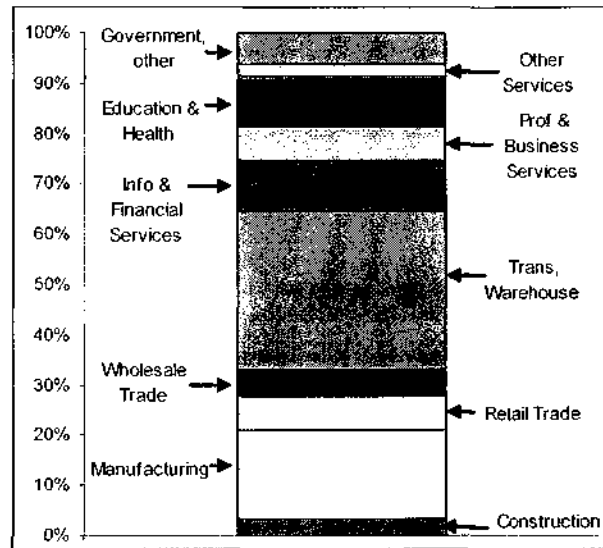 100%
90%
80%
70%
60%
50%
40%
30%
20%
10%
0%
Government,
other
Education &
Health
Info &
Financial
Services
Wholesale
Trade
Manufacturing
Other
Services
Prof &
Business
Services
Trans,
Warehouse
Retail Trade
Construction